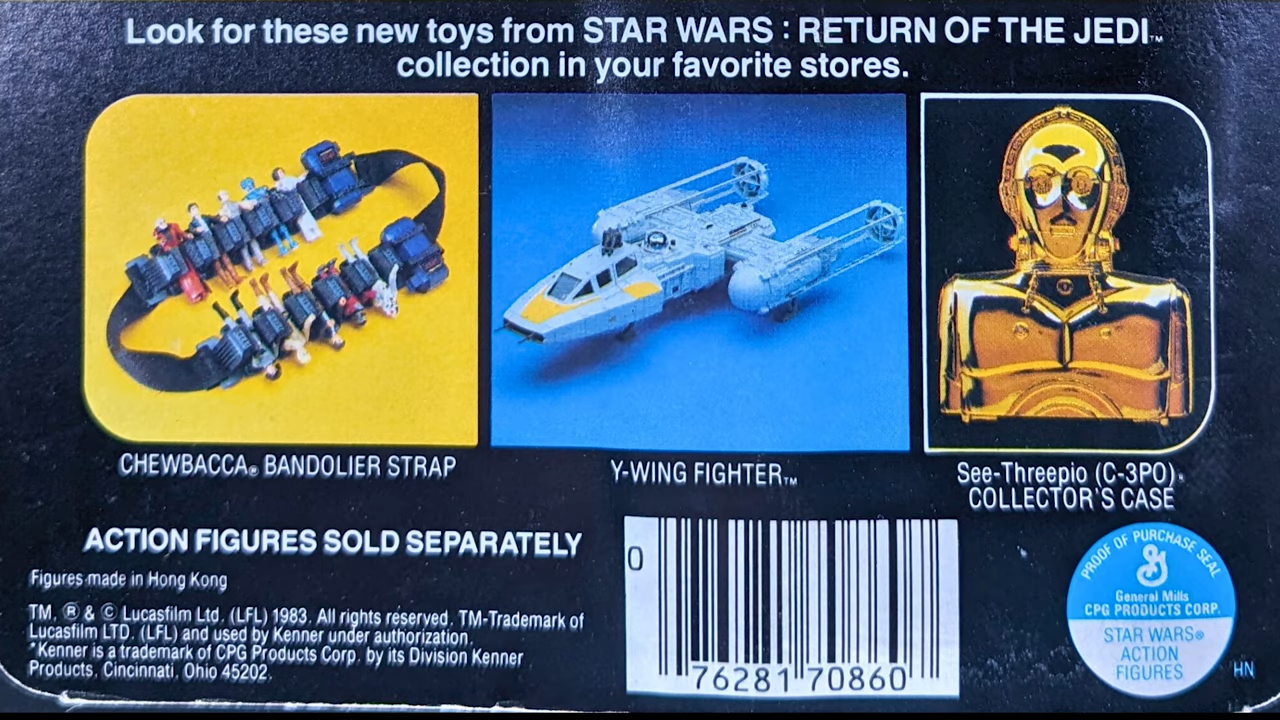 Look for these new toys from STAR WARS : RETURN OF THE JEDI™
collection in your favorite stores.
CHEWBACCA® BANDOLIER STRAP
Y-WING FIGHTER™
See-Threepio (C-3PO)®
COLLECTOR'S CASE
ACTION FIGURES SOLD SEPARATELY
Figures made in Hong Kong
TM, ® & © Lucasfilm Ltd. (LFL) 1983. All rights reserved. TM-Trademark of
Lucasfilm LTD. (LFL) and used by Kenner under authorization.
*Kenner is a trademark of CPG Products Corp. by its Division Kenner
Products, Cincinnati, Ohio 45202.
0
76281 70860
PROOF OF PURCHASE SEAL
G
General Mills
CPG PRODUCTS CORP.
STAR WARS®
ACTION
FIGURES
HN